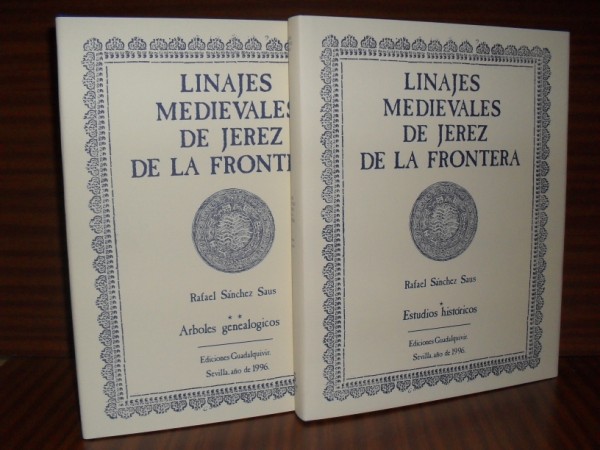 LINAJES
MEDIEVALES
DE JEREZ
DE LA FRONTE
Rafael Sánchez Saus
**
Arboles genealogicos
Ediciones Guadalquivir
Sevilla, año de 1996.
LINAJES
MEDIEVALES
DE JEREZ
DE LA FRONTERA
Rafael Sánchez Saus
*
Estudios históricos
Ediciones Guadalquivir
Sevilla, año de 1996.